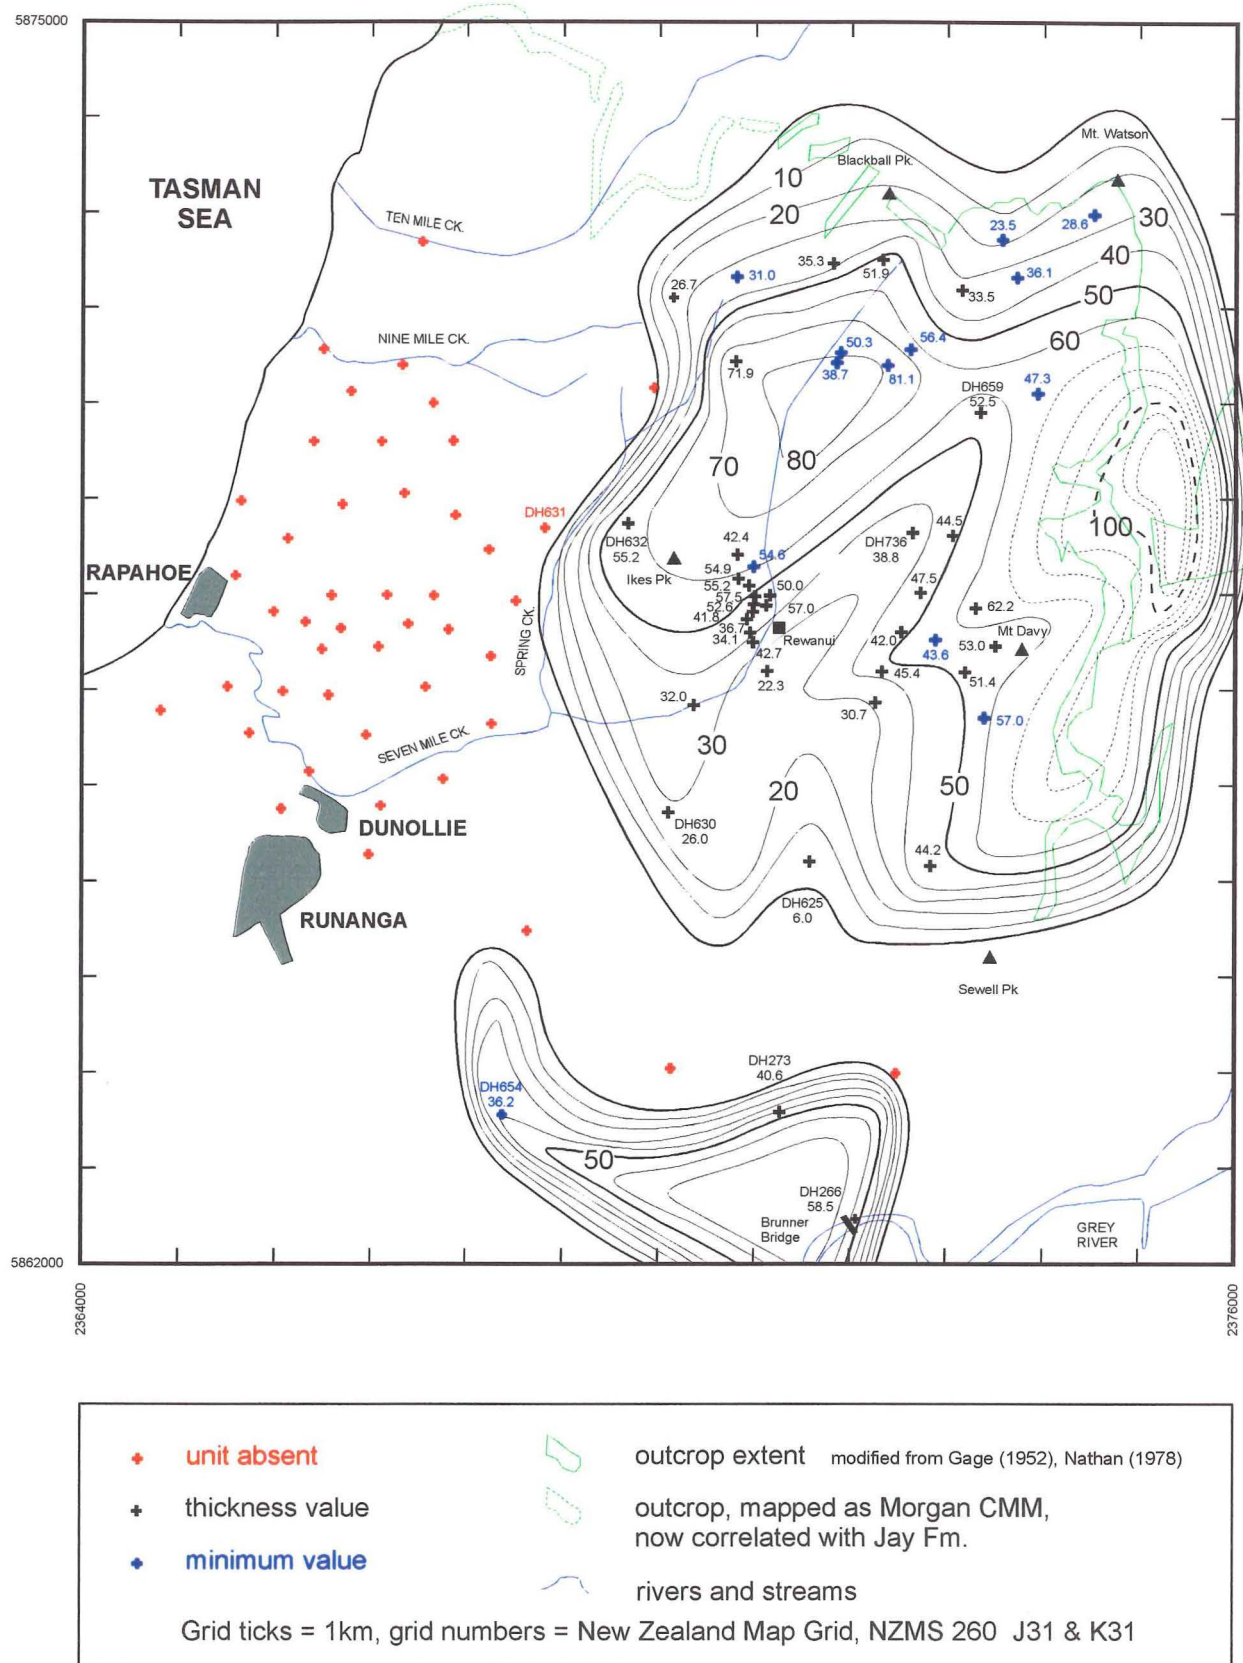 5875000
Mt. Watson
Blackball Pk.
TASMAN
SEA
10
TEN MILE CK.
20
28.6
30
23.5
40
35.3
51.9
36.1
31.0
26.7
33.5
50
NINE MILE CK.
50.3
56.4
60
38.7
81.1
71.9
DH659
52.5
47.3
70
80
DH631
44.5
100
DH632
55.2
42.4
DH736
38.8
54.6
RAPAHOE
Ikes Pk
54.9
55.2
57.5
50.0
47.5
52.6
57.0
62.2
41.8
36.7
Rewanui
Mt Davy
34.1
42.0
43.6
53.0
42.7
SPRING CK.
22.3
45.4
51.4
32.0
30.7
57.0
SEVEN MILE CK.
30
20
50
DUNOLLIE
DH630
26.0
44.2
DH625
6.0
RUNANGA
Sewell Pk
DH273
40.6
DH654
36.2
50
DH266
58.5
Brunner
Bridge
GREY
RIVER
5862000
2364000
2376000
unit absent
thickness value
minimum value
outcrop extent modified from Gage (1952), Nathan (1978)
outcrop, mapped as Morgan CMM,
now correlated with Jay Fm.
rivers and streams
Grid ticks = 1km, grid numbers = New Zealand Map Grid, NZMS 260 J31 & K31